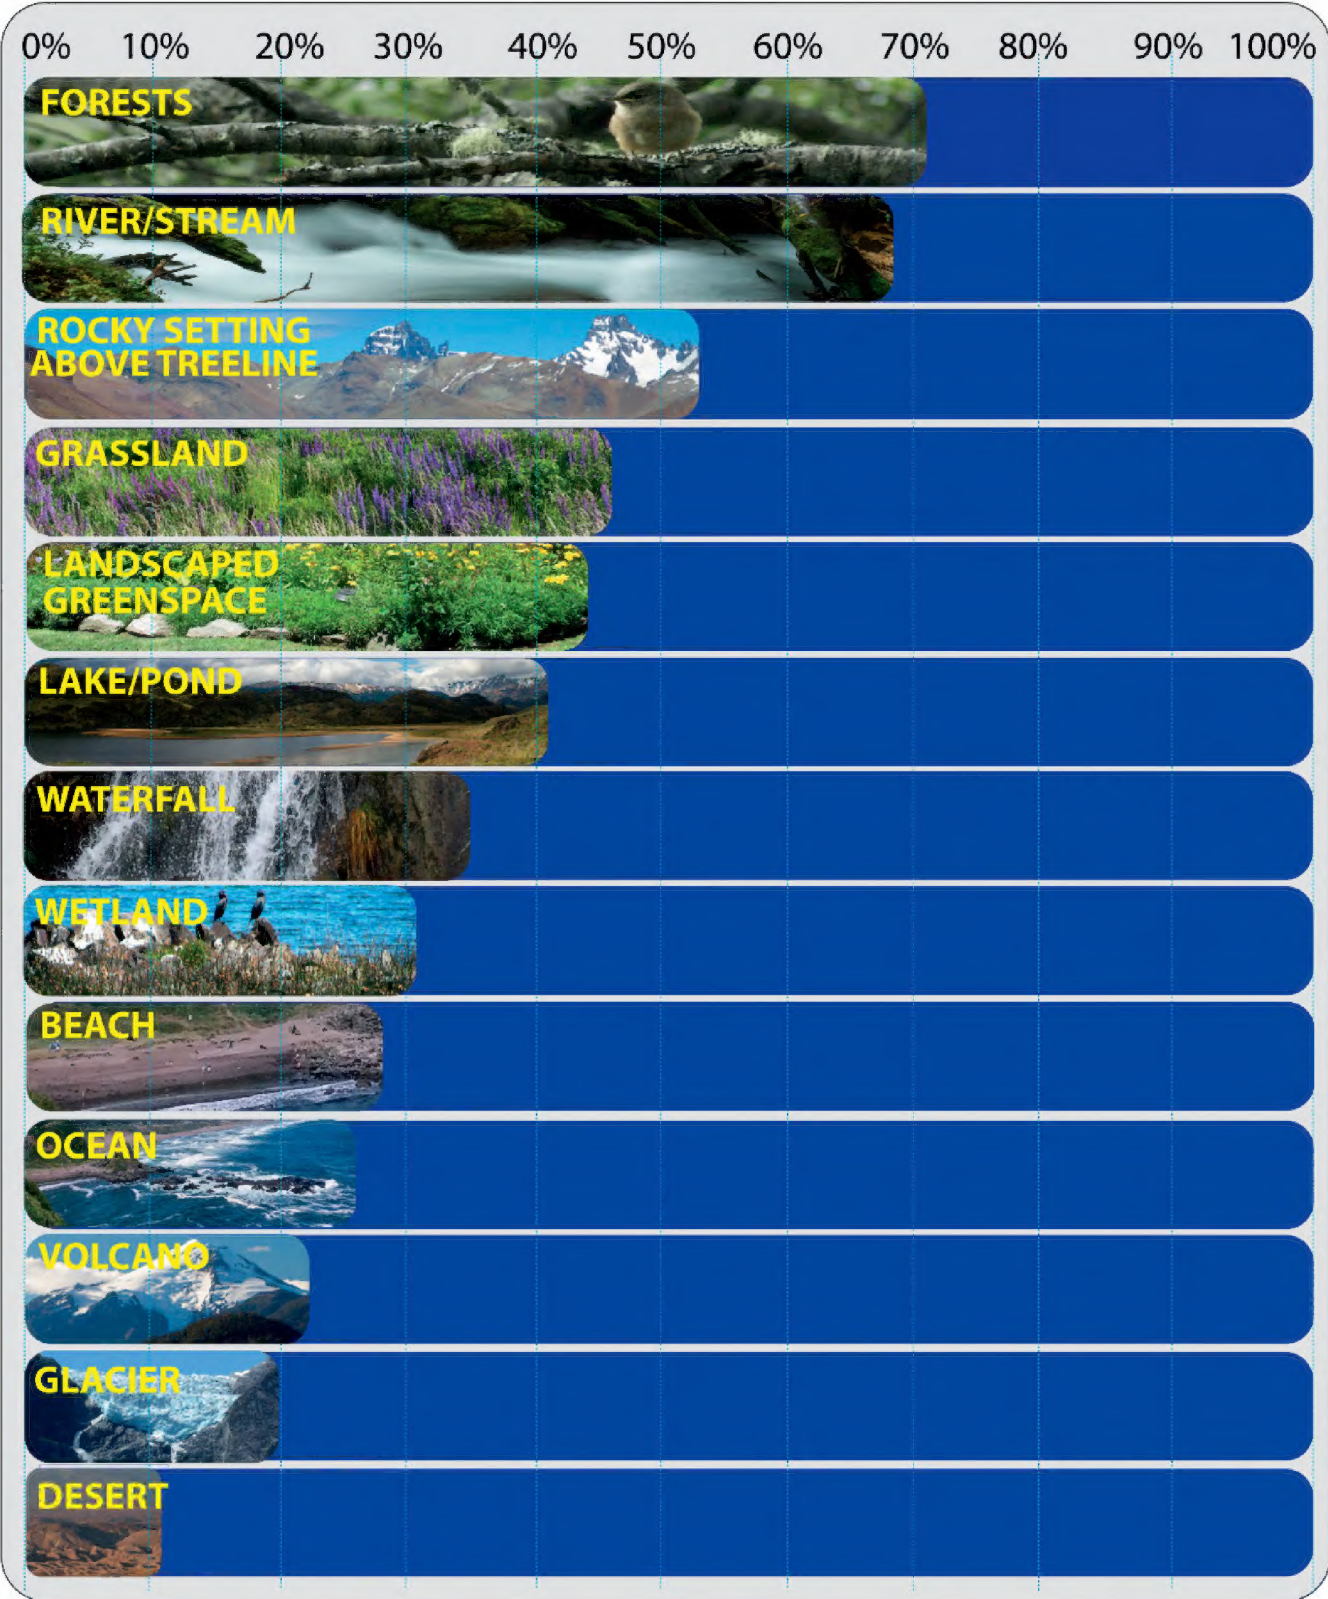 0% 10% 20% 30% 40% 50% 60% 70% 80% 90% 100%
FORESTS
RIVER/STREAM
ROCKY SETTING
ABOVE TREELINE
GRASSLAND
LANDSCAPED
GREENSPACE
LAKE/POND
WATERFALL
WETLAND
BEACH
OCEAN
VOLCANO
GLACIER
DESERT